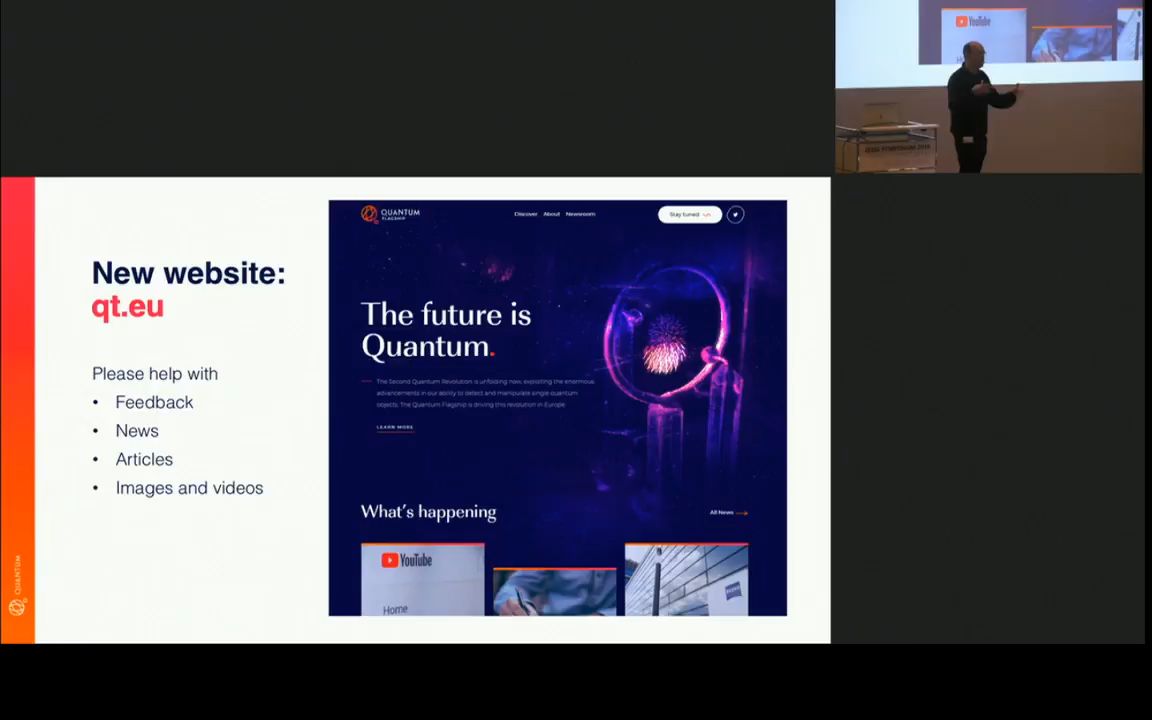 YouTube
New website:
qt.eu
Please help with
• Feedback
• News
• Articles
• Images and videos
QUANTUM
QUANTUM
FLAGSHIP
Discover About Newsroom
Stay tuned
The future is
Quantum.
The Second Quantum Revolution is unfolding now, exploiting the enormous
advancements in our ability to detect and manipulate single quantum
objects. The Quantum Flagship is driving this revolution in Europe
LEARN MORE
What's happening
All News
YouTube
Home